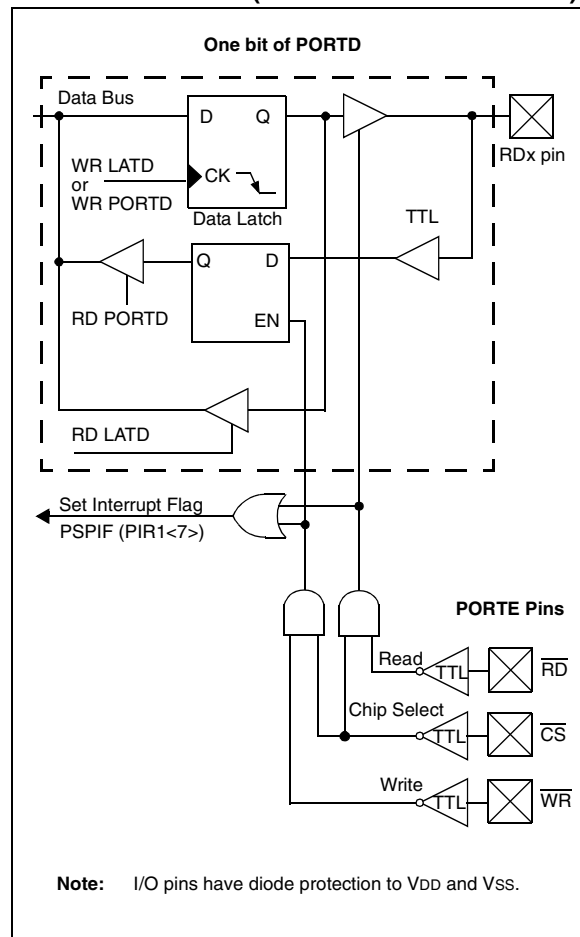 One bit of PORTD
Data Bus
D Q
RDx pin
WR LATD
or
WR PORTD
CK
Data Latch
TTL
Q D
RD PORTD
EN
RD LATD
Set Interrupt Flag
PSPIF (PIR1<7>)
PORTE Pins
Read
TTL
RD
Chip Select
TTL
CS
Write
TTL
WR
Note: I/O pins have diode protection to VDD and VSS.